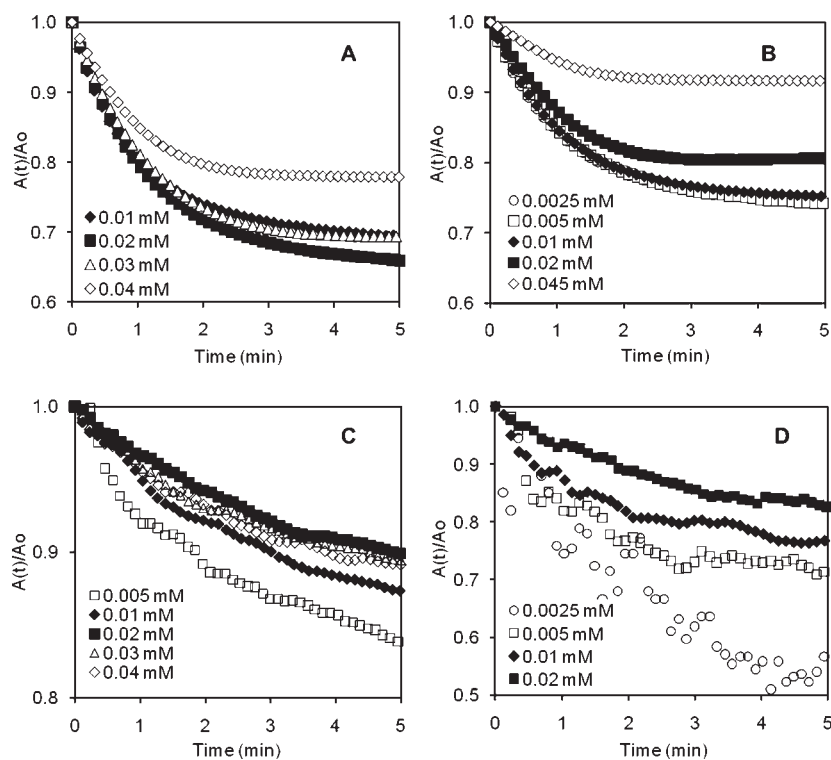 1.0
0.9
0.8
0.7
0.6
A(t)/Ao
A
0.01 mM
0.02 mM
0.03 mM
0.04 mM
0 1 2 3 4 5
Time (min)
1.0
0.9
0.8
0.7
0.6
A(t)/Ao
B
0.0025 mM
0.005 mM
0.01 mM
0.02 mM
0.045 mM
0 1 2 3 4 5
Time (min)
1.0
0.9
0.8
A(t)/Ao
C
0.005 mM
0.01 mM
0.02 mM
0.03 mM
0.04 mM
0 1 2 3 4 5
Time (min)
1.0
0.9
0.8
0.7
0.6
0.5
A(t)/Ao
D
0.0025 mM
0.005 mM
0.01 mM
0.02 mM
0 1 2 3 4 5
Time (min)